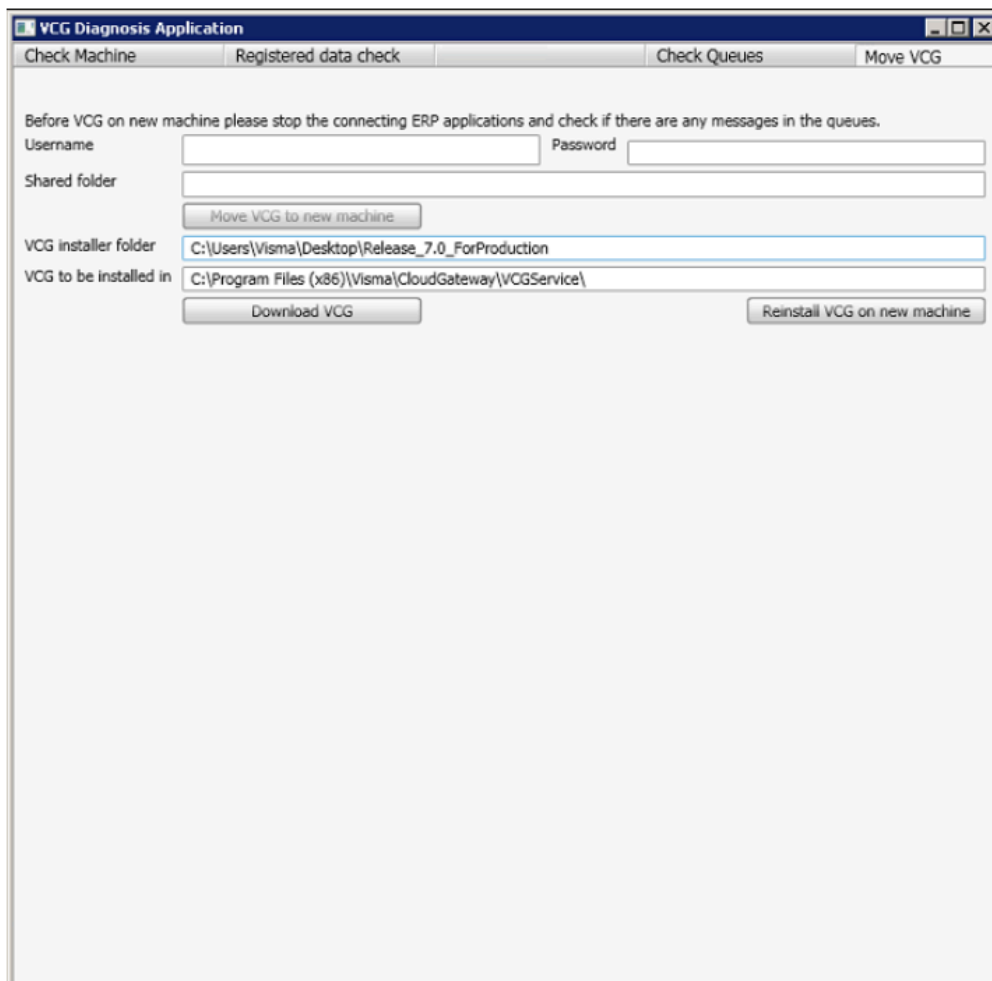 VCG Diagnosis Application
Check Machine Registered data check Check Queues Move VCG
Before VCG on new machine please stop the connecting ERP applications and check if there are any messages in the queues.
Username Password
Shared folder
Move VCG to new machine
VCG installer folder C:\Users\Visma\Desktop\Release_7.0_ForProduction
VCG to be installed in C:\Program Files (x86)\Visma\CloudGateway\VCGService\
Download VCG Reinstall VCG on new machine